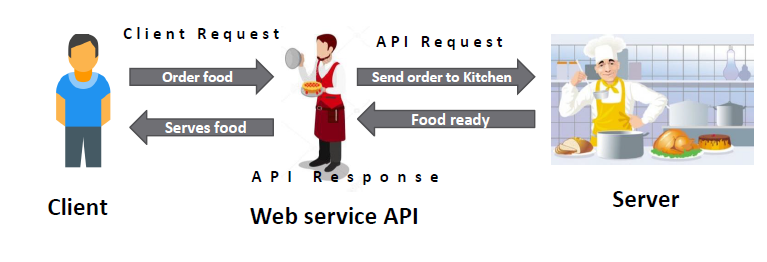 Client Request
API Request
Order food
Send order to Kitchen
Serves food
Food ready
API Response
Client
Web service API
Server